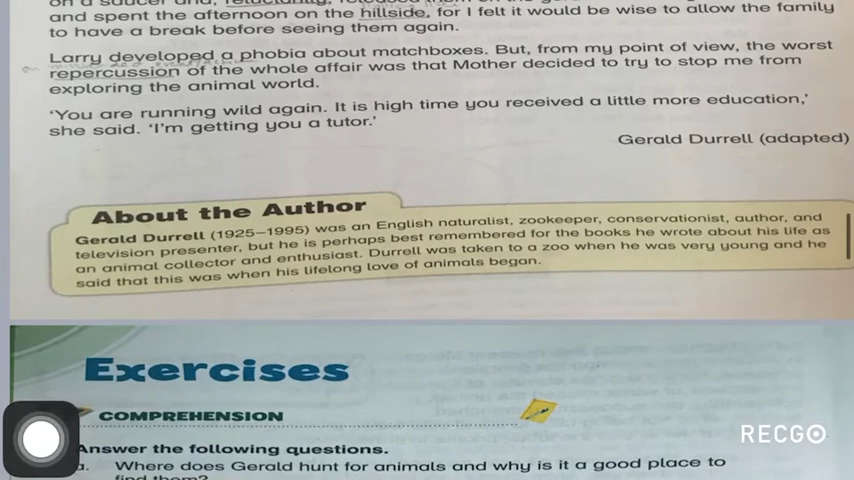 and spent the afternoon on the hillside, for I felt it would be wise to allow the family
to have a break before seeing them again.
Larry developed a phobia about matchboxes. But, from my point of view, the worst
repercussion of the whole affair was that Mother decided to try to stop me from
exploring the animal world.
‘You are running wild again. It is high time you received a little more education,’
she said. ‘I’m getting you a tutor.’
Gerald Durrell (adapted)
About the Author
Gerald Durrell (1925–1995) was an English naturalist, zookeeper, conservationist, author, and
television presenter, but he is perhaps best remembered for the books he wrote about his life as
an animal collector and enthusiast. Durrell was taken to a zoo when he was very young and he
said that this was when his lifelong love of animals began.
Exercises
COMPREHENSION
Answer the following questions.
a. Where does Gerald hunt for animals and why is it a good place to
find them?
RECGO